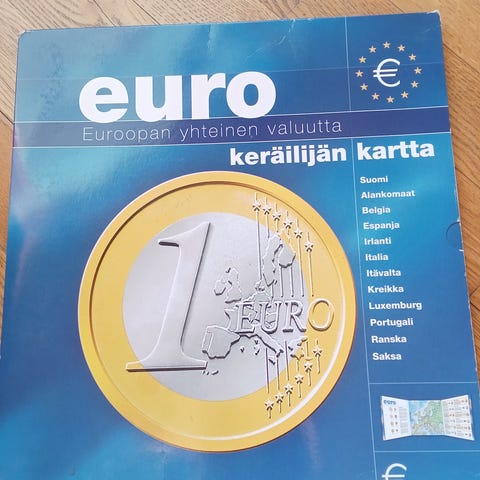 euro
Euroopan yhteinen valuutta
€
keräilijän kartta
Suomi
Alankomaat
Belgia
Espanja
Irlanti
Italia
Itävalta
Kreikka
Luxemburg
Portugali
Ranska
Saksa
1
EURO
euro
€